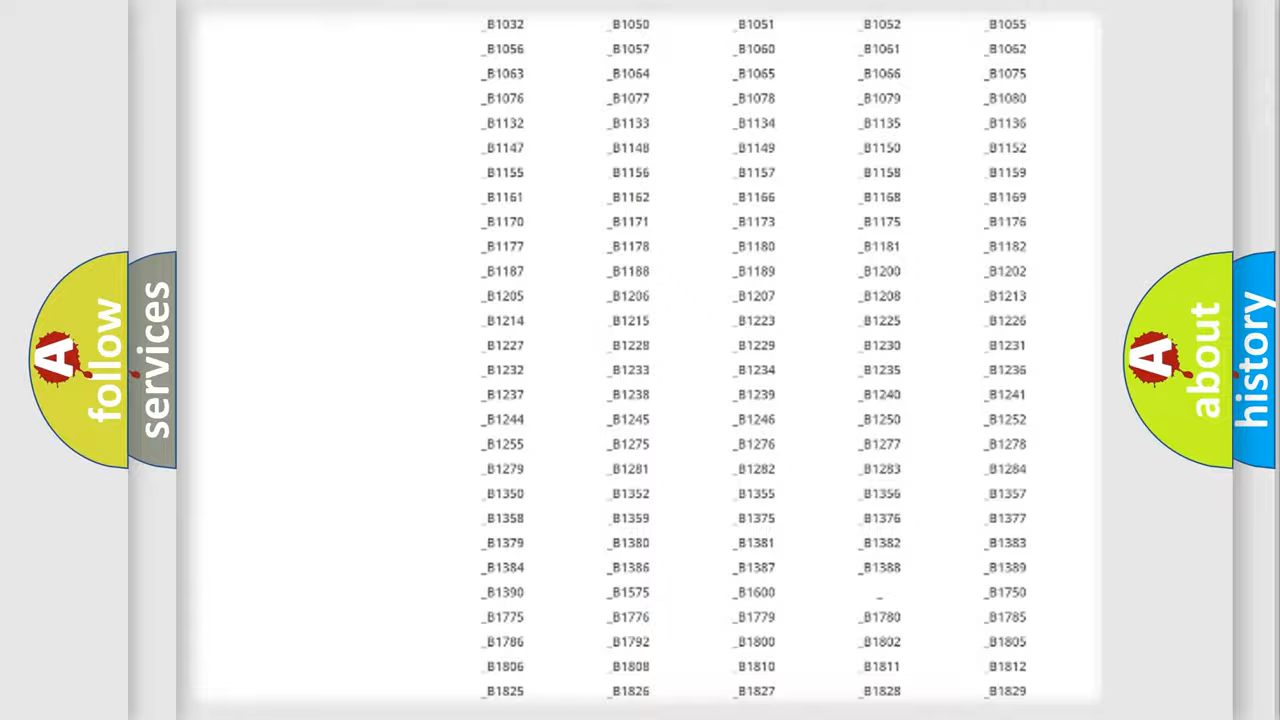 _B1032 _B1050 _B1051 _B1052 _B1055
_B1056 _B1057 _B1060 _B1061 _B1062
_B1063 _B1064 _B1065 _B1066 _B1075
_B1076 _B1077 _B1078 _B1079 _B1080
_B1132 _B1133 _B1134 _B1135 _B1136
_B1147 _B1148 _B1149 _B1150 _B1152
_B1155 _B1156 _B1157 _B1158 _B1159
_B1161 _B1162 _B1166 _B1168 _B1169
_B1170 _B1171 _B1173 _B1175 _B1176
_B1177 _B1178 _B1180 _B1181 _B1182
_B1187 _B1188 _B1189 _B1200 _B1202
_B1205 _B1206 _B1207 _B1208 _B1213
_B1214 _B1215 _B1223 _B1225 _B1226
_B1227 _B1228 _B1229 _B1230 _B1231
_B1232 _B1233 _B1234 _B1235 _B1236
_B1237 _B1238 _B1239 _B1240 _B1241
_B1244 _B1245 _B1246 _B1250 _B1252
_B1255 _B1275 _B1276 _B1277 _B1278
_B1279 _B1281 _B1282 _B1283 _B1284
_B1350 _B1352 _B1355 _B1356 _B1357
_B1358 _B1359 _B1375 _B1376 _B1377
_B1379 _B1380 _B1381 _B1382 _B1383
_B1384 _B1386 _B1387 _B1388 _B1389
_B1390 _B1575 _B1600 _ _B1750
_B1775 _B1776 _B1779 _B1780 _B1785
_B1786 _B1792 _B1800 _B1802 _B1805
_B1806 _B1808 _B1810 _B1811 _B1812
_B1825 _B1826 _B1827 _B1828 _B1829
A
follow
services
A
about
history